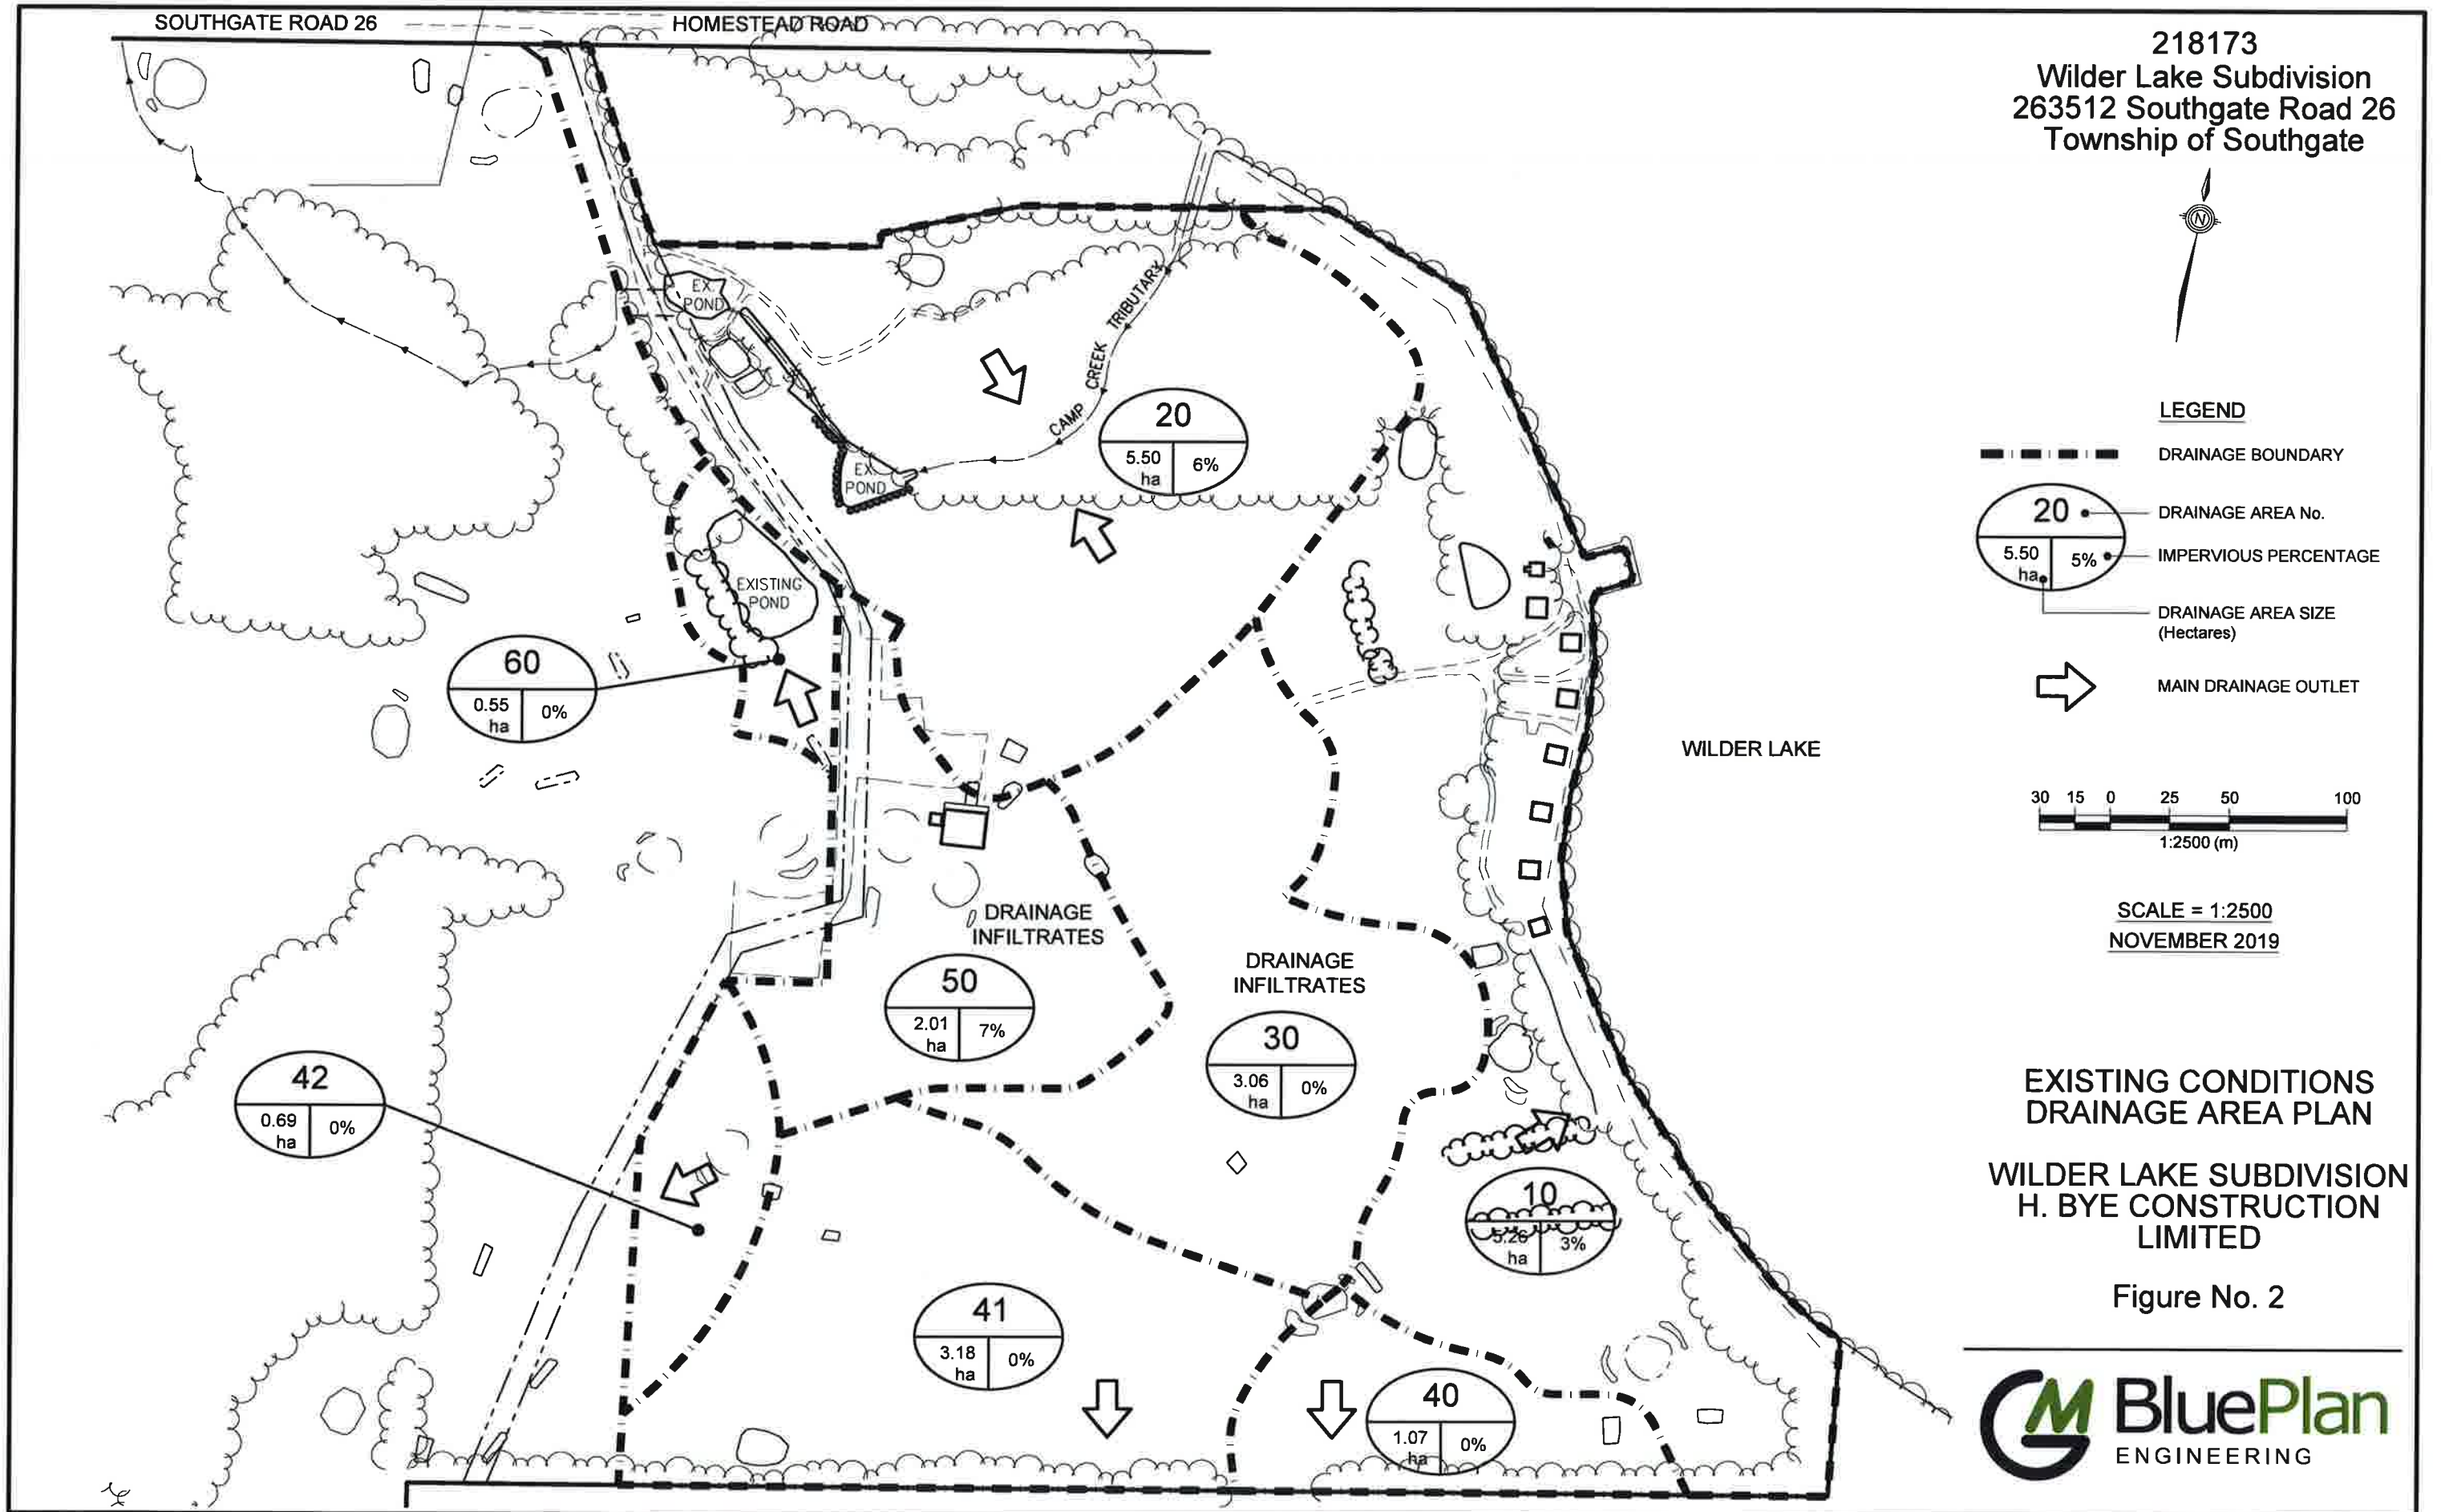 SOUTHGATE ROAD 26
HOMESTEAD ROAD
218173
Wilder Lake Subdivision
263512 Southgate Road 26
Township of Southgate
N
LEGEND
DRAINAGE BOUNDARY
20
DRAINAGE AREA No.
5.50
ha
5%
IMPERVIOUS PERCENTAGE
DRAINAGE AREA SIZE
(Hectares)
MAIN DRAINAGE OUTLET
30 15 0 25 50 100
1:2500 (m)
SCALE = 1:2500
NOVEMBER 2019
EXISTING CONDITIONS
DRAINAGE AREA PLAN
WILDER LAKE SUBDIVISION
H. BYE CONSTRUCTION
LIMITED
Figure No. 2
GM BluePlan
ENGINEERING
EX.
POND
CAMP CREEK TRIBUTARY
20
5.50
ha
6%
EX.
POND
EXISTING
POND
60
0.55
ha
0%
WILDER LAKE
DRAINAGE
INFILTRATES
50
2.01
ha
7%
DRAINAGE
INFILTRATES
30
3.06
ha
0%
42
0.69
ha
0%
10
5.26
ha
3%
41
3.18
ha
0%
40
1.07
ha
0%